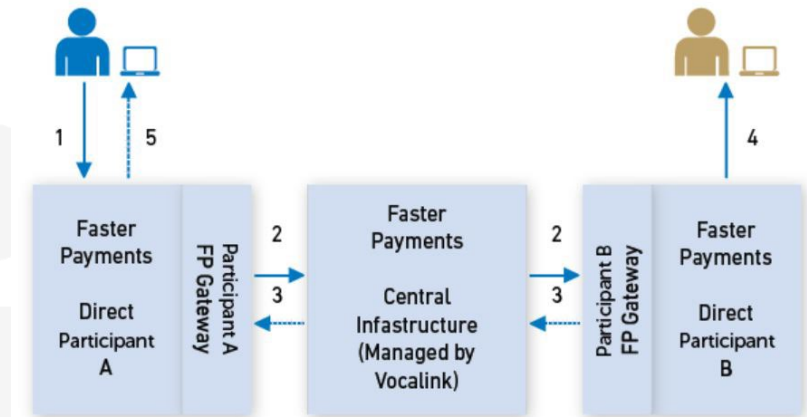 1
5
4
Faster
Payments
Direct
Participant
A
Participant A
FP Gateway
2
3
Faster
Payments
Central
Infastructure
(Managed by
Vocalink)
2
3
Participant B
FP Gateway
Faster
Payments
Direct
Participant
B